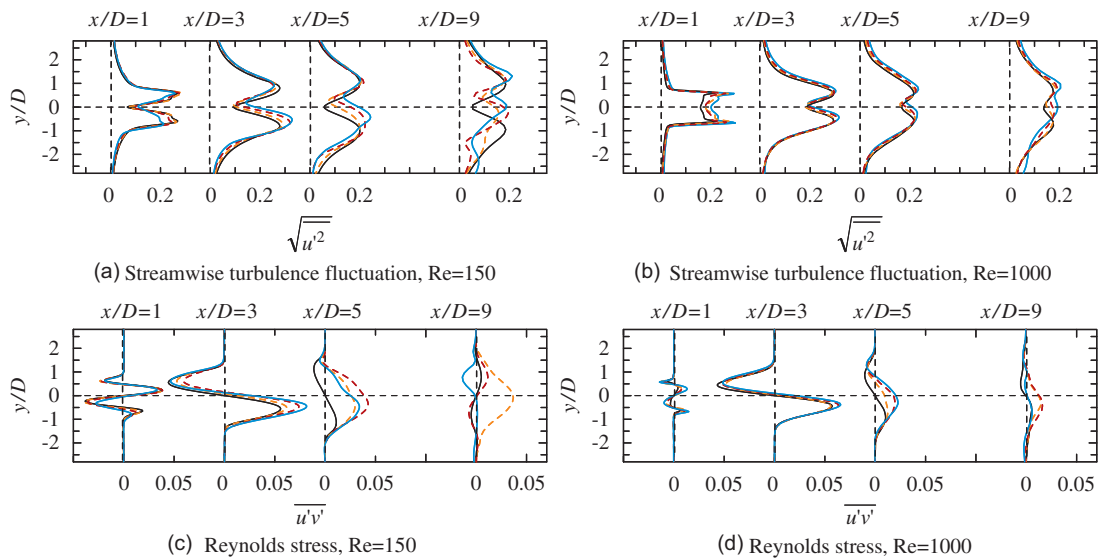 x/D=1 x/D=3 x/D=5 x/D=9 x/D=1 x/D=3 x/D=5 x/D=9
2
1
0
-1
-2
y/D
0 0 0.2 0 0.2 0 0.2
√u'²
(a) Streamwise turbulence fluctuation, Re=150
2
1
0
-1
-2
y/D
0 0.2 0 0.2 0 0.2 0 0.2
√u'²
(b) Streamwise turbulence fluctuation, Re=1000
x/D=1 x/D=3 x/D=5 x/D=9 x/D=1 x/D=3 x/D=5 x/D=9
2
1
0
-1
-2
y/D
0 0.05 0 0.05 0 0.05 0 0.05
u'v'
(c) Reynolds stress, Re=150
2
1
0
-1
-2
y/D
0 0.05 0 0.05 0 0.05 0 0.05
u'v'
(d) Reynolds stress, Re=1000